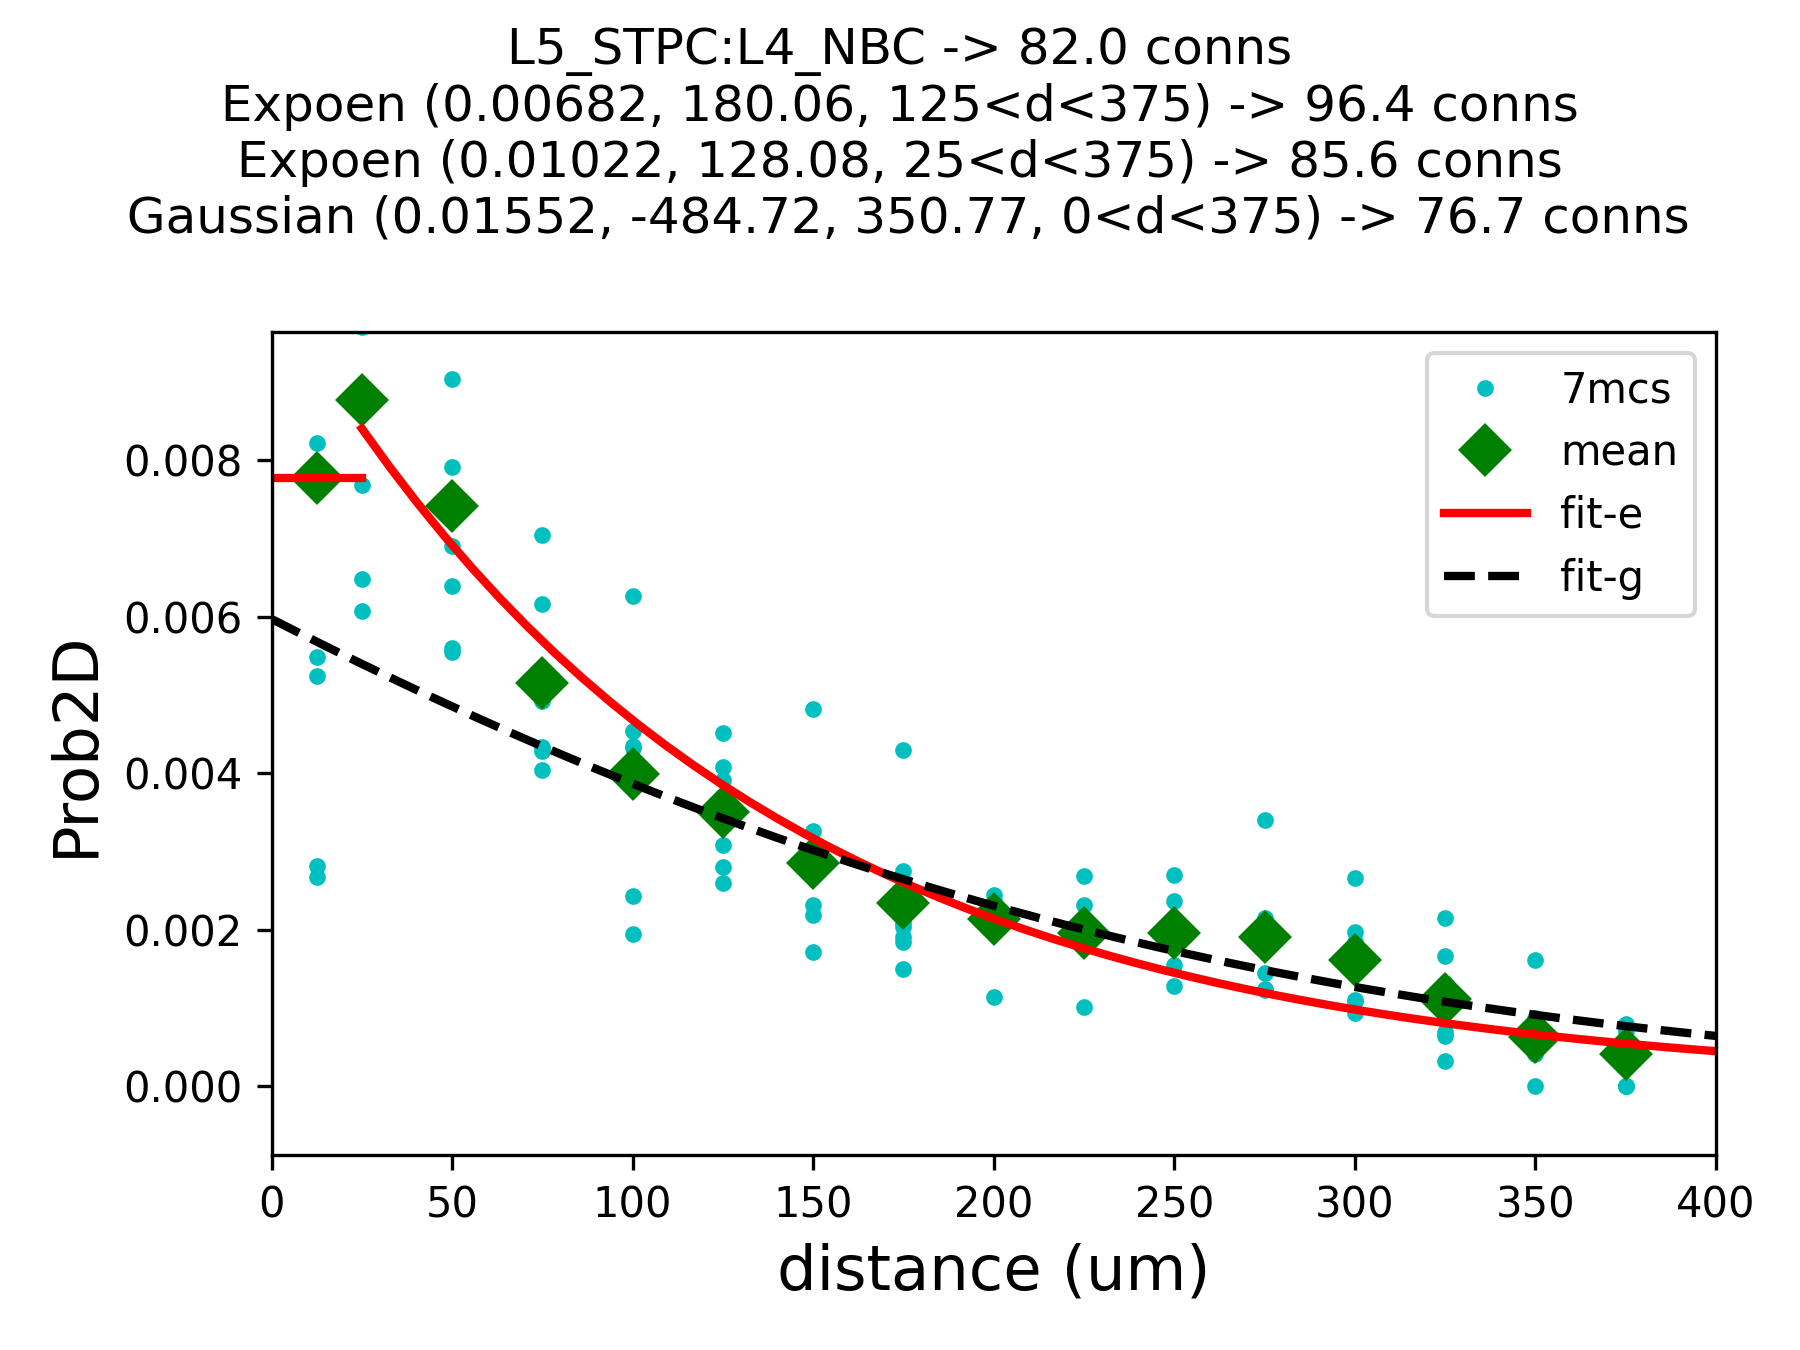 L5_STPC:L4_NBC -> 82.0 conns
Expoen (0.00682, 180.06, 125<d<375) -> 96.4 conns
Expoen (0.01022, 128.08, 25<d<375) -> 85.6 conns
Gaussian (0.01552, -484.72, 350.77, 0<d<375) -> 76.7 conns
7mcs
mean
fit-e
fit-g
Prob2D
0.008
0.006
0.004
0.002
0.000
0 50 100 150 200 250 300 350 400
distance (um)